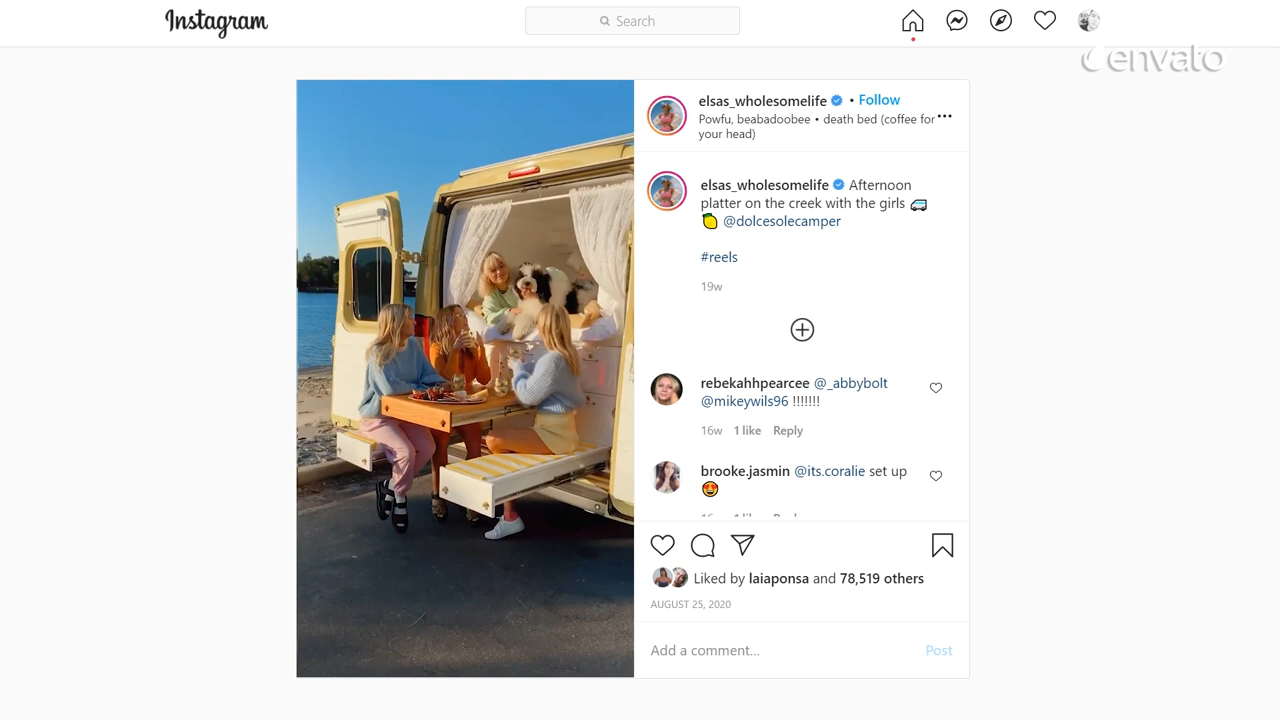 Instagram
Search
envato
elsas_wholesomelife • Follow
Powfu, beabadoobee • death bed (coffee for
your head)
elsas_wholesomelife Afternoon
platter on the creek with the girls 🚐
🍋 @dolcesolecamper
#reels
19w
rebekahhpearcee @_abbybolt
@mikeywils96 !!!!!!!
16w 1 like Reply
brooke.jasmin @its.coralie set up
🤩
Liked by laiaponsa and 78,519 others
AUGUST 25, 2020
Add a comment... Post